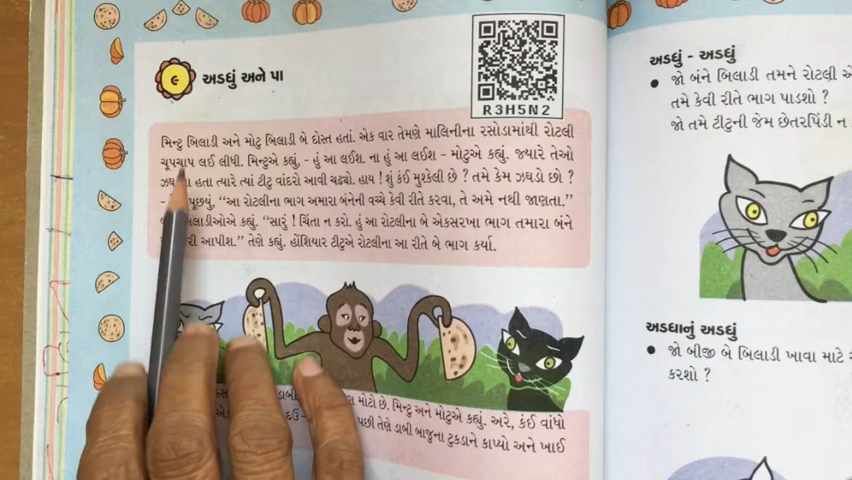 ૯ અડધું અને પા
R3H5N2
મિન્ટુ બિલાડી અને મોટુ બિલાડી બે દોસ્ત હતાં. એક વાર તેમણે માલિનીના રસોડામાંથી રોટલી
ચૂપચાપ લઈ લીધી. મિન્ટુએ કહ્યું, - હું આ લઈશ. ના હું આ લઈશ - મોટુએ કહ્યું. જ્યારે તેઓ
હતા ત્યારે ત્યાં ટીટુ વાંદરો આવી ચઢ્યો. હાય ! શું કંઈ મુશ્કેલી છે ? તમે કેમ ઝઘડો છો ?
પૂછ્યું, “આ રોટલીના ભાગ અમારા બંનેની વચ્ચે કેવી રીતે કરવા, તે અમે નથી જાણતા.”
કહ્યું. “સારું ! ચિંતા ન કરો. હું આ રોટલીના બે એકસરખા ભાગ તમારા બંને
આપીશ.” તેણે કહ્યું. હોંશિયાર ટીટુએ રોટલીના આ રીતે બે ભાગ કર્યા.
મોટો છે. મિન્ટુ અને મોટુએ કહ્યું. અરે, કંઈ વાંધો
પછી તેણે ડાબી બાજુના ટુકડાને કાપ્યો અને ખાઈ
અડધું - અડધું
● જો બંને બિલાડી તમને રોટલી
તમે કેવી રીતે ભાગ પાડશો ?
જો તમે ટીટુની જેમ છેતરપિંડી ન
અડધાનું અડધું
● જો બીજી બે બિલાડી ખાવા માટે
કરશો ?